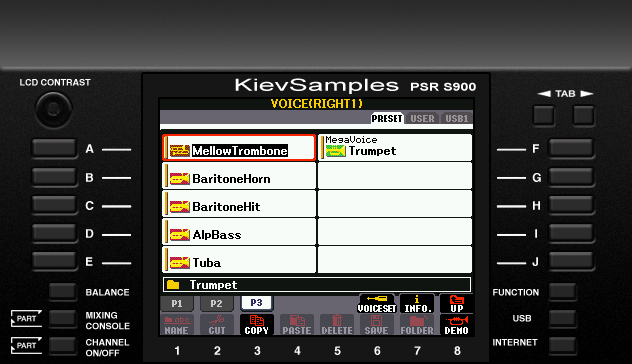 LCD CONTRAST
KievSamples PSR S900
TAB
VOICE(RIGHT1)
PRESET USER USB1
A
B
C
D
E
MellowTrombone
BaritoneHorn
BaritoneHit
AlpBass
Tuba
MegaVoice
Trumpet
F
G
H
I
J
Trumpet
P1 P2 P3
VOICESET INFO. UP
NAME CUT COPY PASTE DELETE SAVE FOLDER DEMO
BALANCE
PART
MIXING
CONSOLE
PART
CHANNEL
ON/OFF
FUNCTION
USB
INTERNET
1 2 3 4 5 6 7 8